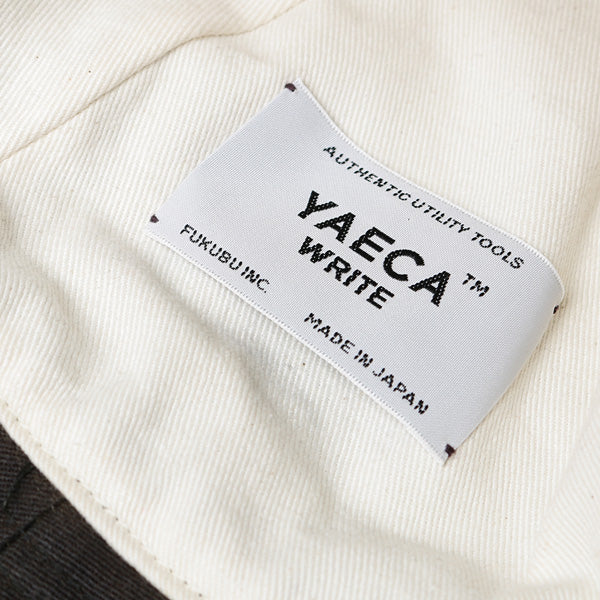 AUTHENTIC UTILITY TOOLS
YAECA™
WRITE
FUKUBU INC.
MADE IN JAPAN